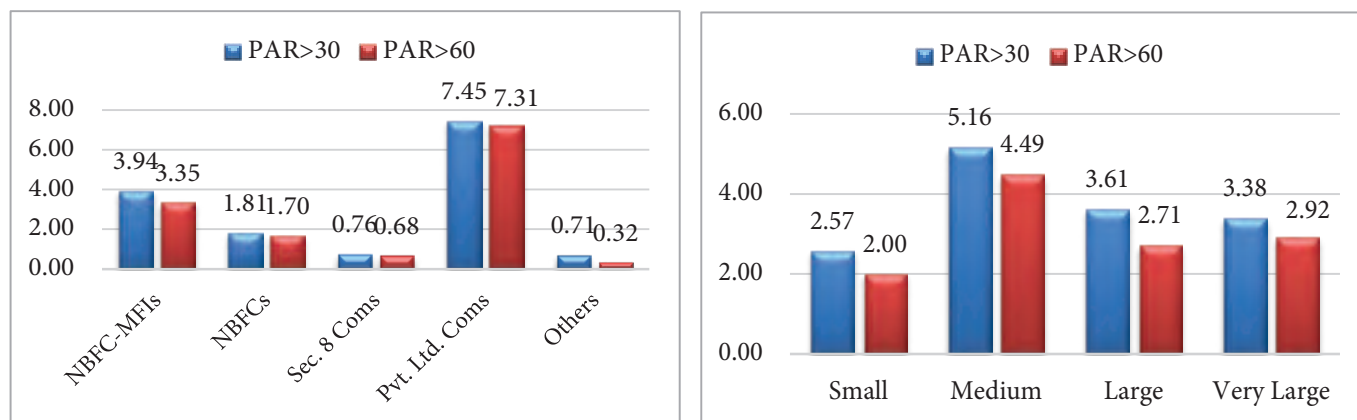 PAR>30 PAR>60
8.00
6.00
4.00
2.00
0.00
3.94 3.35
1.81 1.70
0.76 0.68
7.45 7.31
0.71 0.32
NBFC-MFIs
NBFCs
Sec. 8 Coms
Pvt. Ltd. Coms
Others
PAR>30 PAR>60
6.00
4.00
2.00
0.00
2.57 2.00
5.16 4.49
3.61 2.71
3.38 2.92
Small Medium Large Very Large